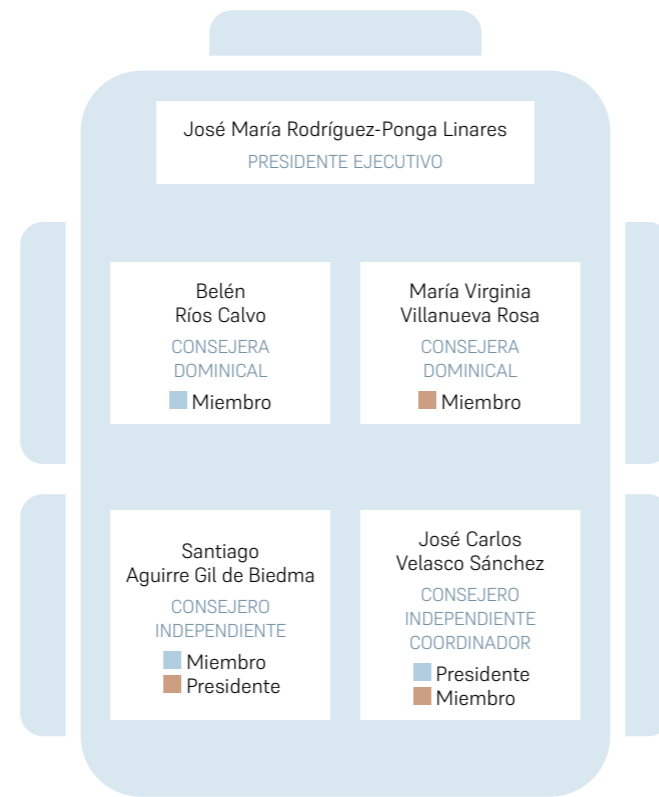 José María Rodríguez-Ponga Linares
PRESIDENTE EJECUTIVO
Belén
Ríos Calvo
CONSEJERA
DOMINICAL
Miembro
María Virginia
Villanueva Rosa
CONSEJERA
DOMINICAL
Miembro
Santiago
Aguirre Gil de Biedma
CONSEJERO
INDEPENDIENTE
Miembro
Presidente
José Carlos
Velasco Sánchez
CONSEJERO
INDEPENDIENTE
COORDINADOR
Presidente
Miembro